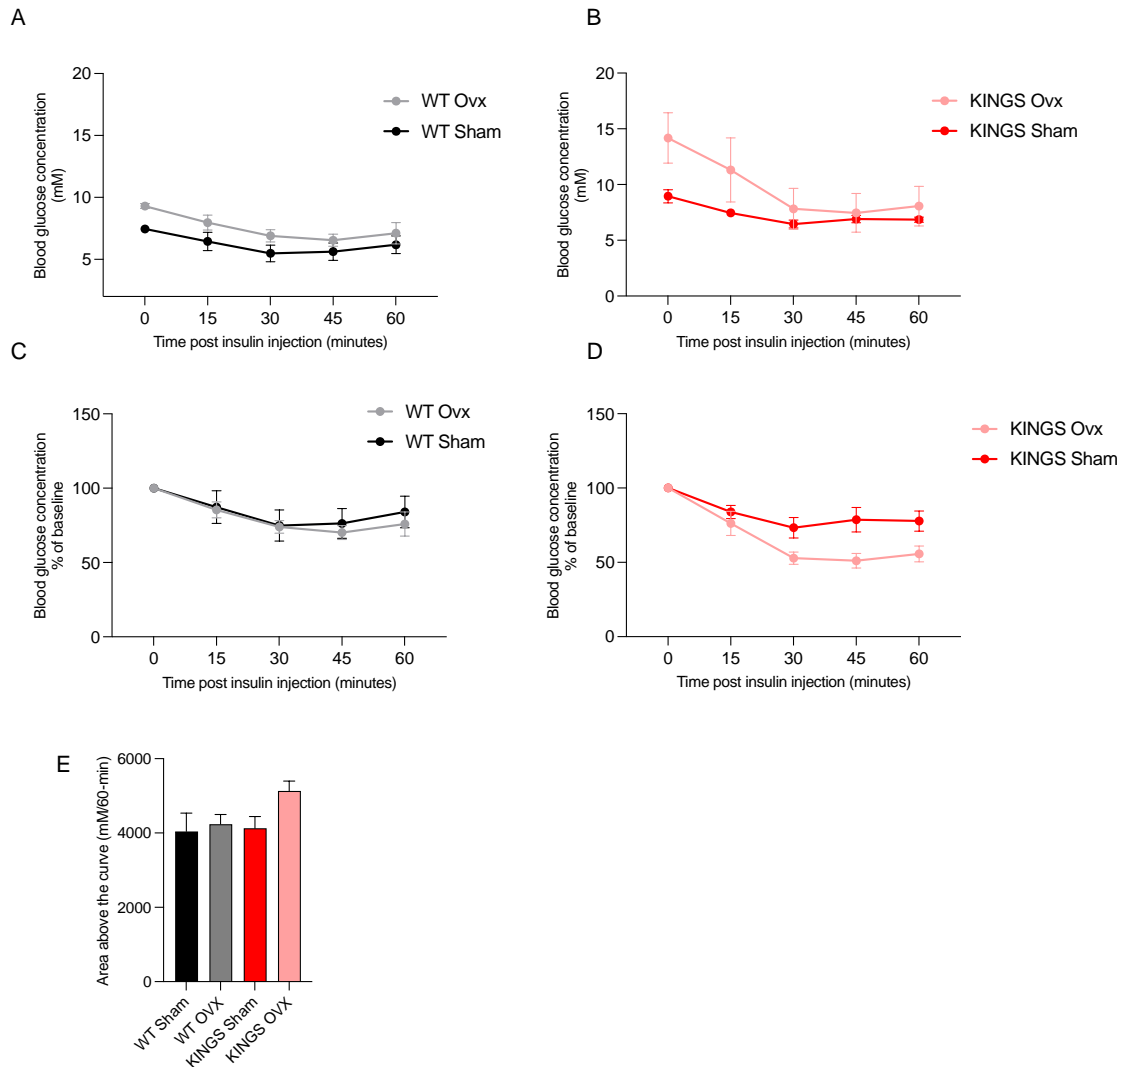 A
20
15
10
5
0 15 30 45 60
Time post insulin injection (minutes)
Blood glucose concentration
(mM)
WT Ovx
WT Sham
B
20
15
10
5
0
0 15 30 45 60
Time post insulin injection (minutes)
Blood glucose concentration
(mM)
KINGS Ovx
KINGS Sham
C
150
100
50
0
0 15 30 45 60
Time post insulin injection (minutes)
Blood glucose concentration
% of baseline
WT Ovx
WT Sham
D
150
100
50
0
0 15 30 45 60
Time post insulin injection (minutes)
Blood glucose concentration
% of baseline
KINGS Ovx
KINGS Sham
E
6000
4000
2000
0
Area above the curve (mM/60-min)
WT Sham
WT OVX
KINGS Sham
KINGS OVX